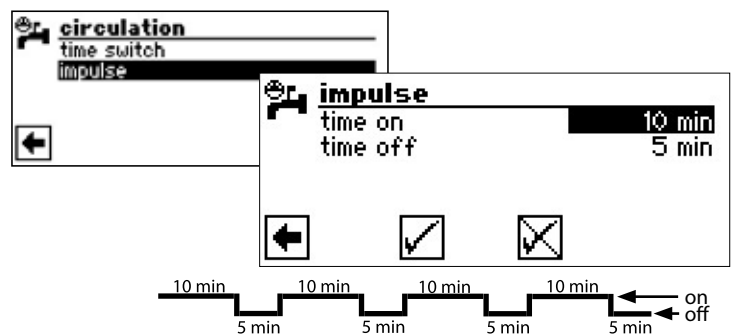 circulation
time switch
impulse
impulse
time on 10 min
time off 5 min
10 min 10 min 10 min 10 min
on
off
5 min 5 min 5 min 5 min